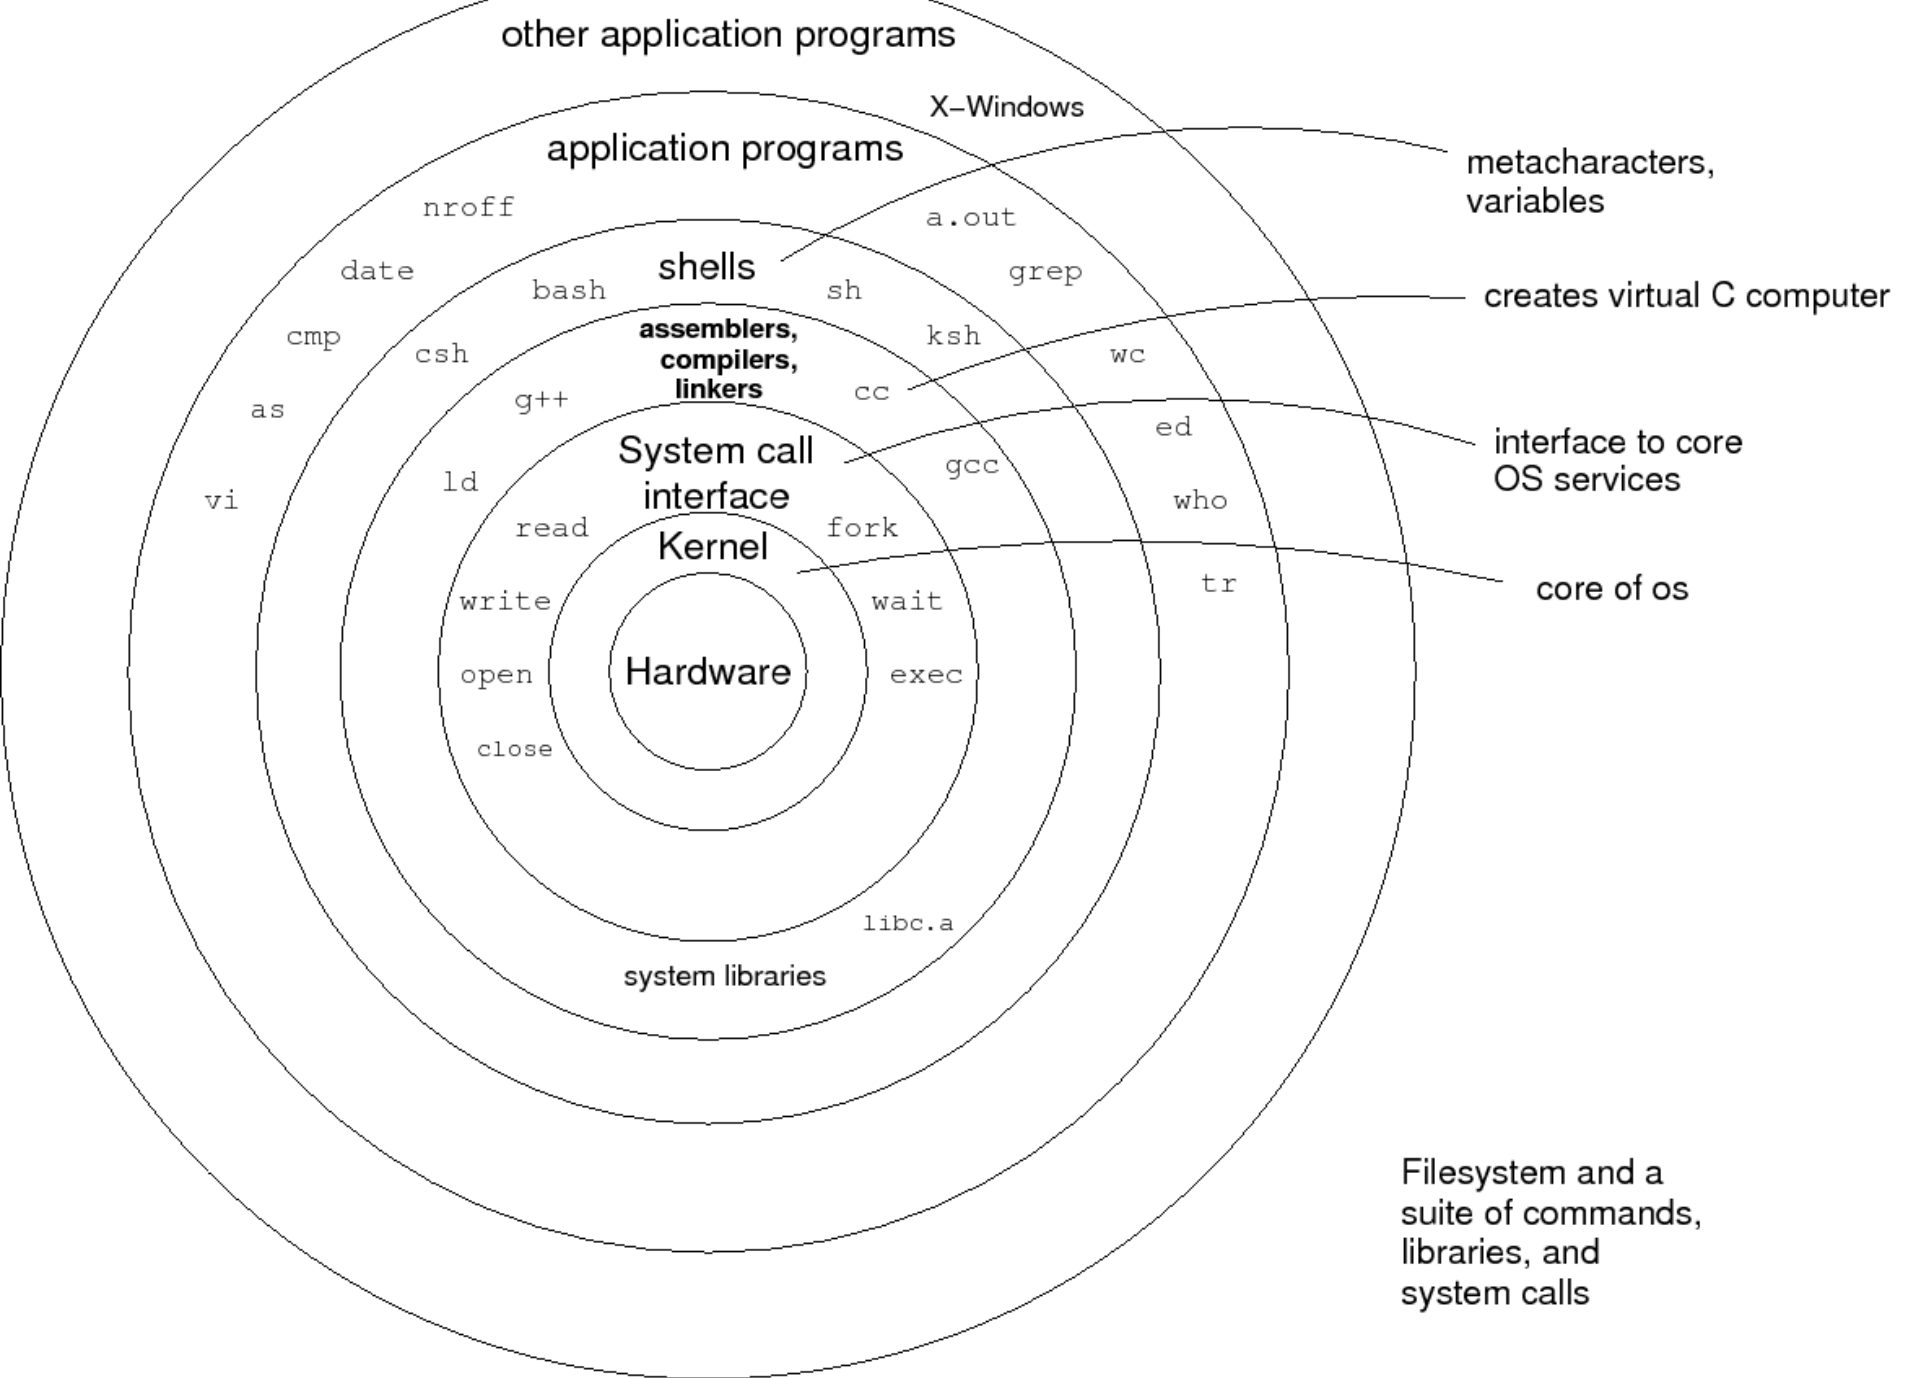 other application programs
X–Windows
application programs
metacharacters,
variables
nroff
a.out
shells
date
grep
bash
sh
creates virtual C computer
assemblers,
compilers,
linkers
cmp
ksh
csh
wc
g++
cc
as
ed
System call
interface
interface to core
OS services
gcc
ld
vi
who
read
fork
Kernel
tr
core of os
write
wait
Hardware
open
exec
close
libc.a
system libraries
Filesystem and a
suite of commands,
libraries, and
system calls